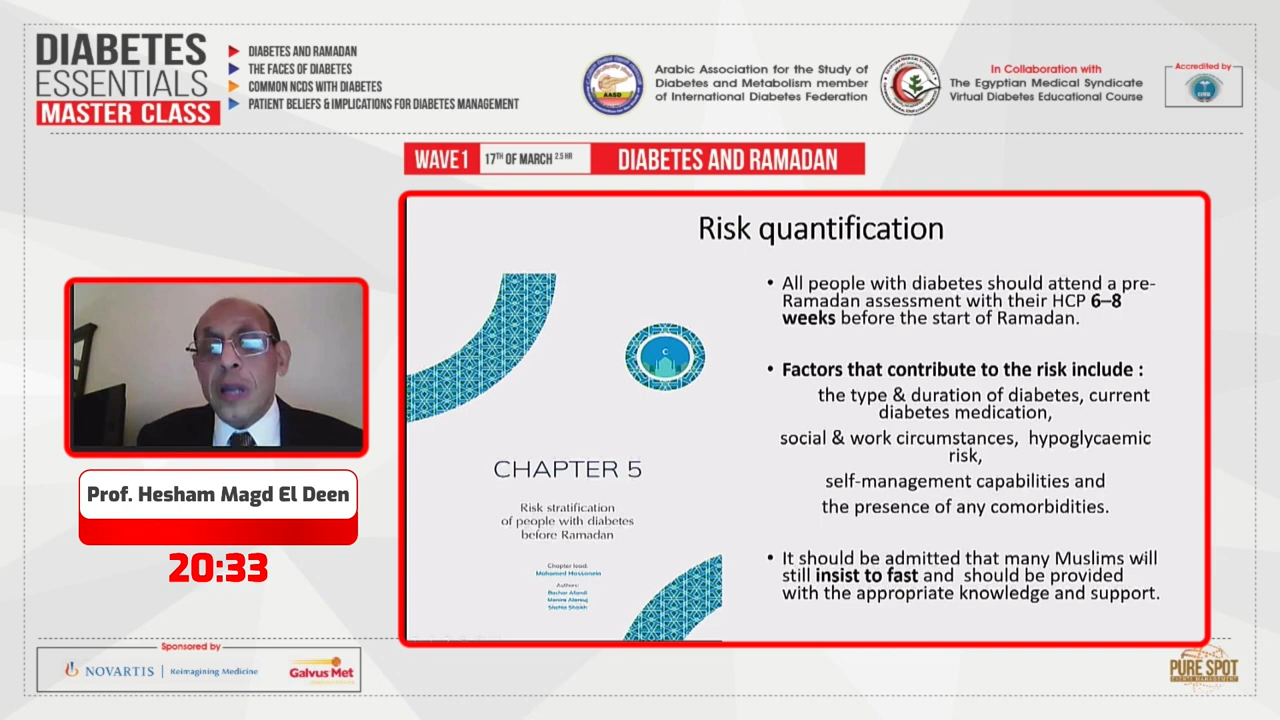 DIABETES
ESSENTIALS
MASTER CLASS
DIABETES AND RAMADAN
THE FACES OF DIABETES
COMMON NCDS WITH DIABETES
PATIENT BELIEFS & IMPLICATIONS FOR DIABETES MANAGEMENT
AASD
Arabic Association for the Study of
Diabetes and Metabolism member
of International Diabetes Federation
In Collaboration with
The Egyptian Medical Syndicate
Virtual Diabetes Educational Course
Accredited by
WAVE1
17TH OF MARCH 2.5 HR
DIABETES AND RAMADAN
Risk quantification
CHAPTER 5
Risk stratification
of people with diabetes
before Ramadan
Chapter lead:
Mohamed Hassanein
Authors:
Bachar Afandi
Shehla Shaikh
• All people with diabetes should attend a pre-
Ramadan assessment with their HCP 6–8
weeks before the start of Ramadan.
• Factors that contribute to the risk include :
the type & duration of diabetes, current
diabetes medication,
social & work circumstances, hypoglycaemic
risk,
self-management capabilities and
the presence of any comorbidities.
• It should be admitted that many Muslims will
still insist to fast and should be provided
with the appropriate knowledge and support.
Prof. Hesham Magd El Deen
20:33
Sponsored by
NOVARTIS | Reimagining Medicine
Galvus Met
PURE SPOT
EVENTS MANAGEMENT